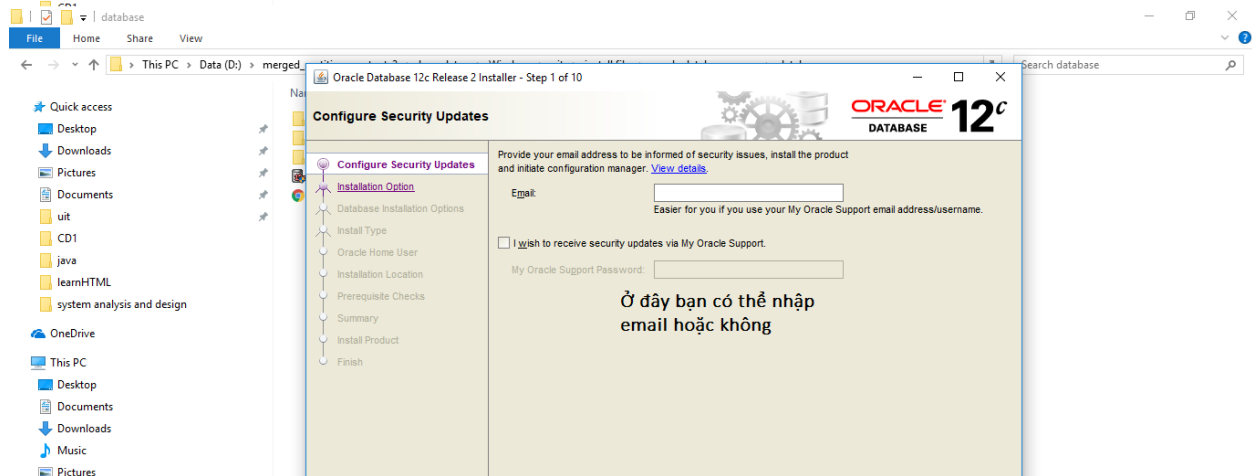 CD1
database
File Home Share View
This PC > Data (D:) >
Search database
Quick access
Desktop
Downloads
Pictures
Documents
uit
CD1
java
learnHTML
system analysis and design
OneDrive
This PC
Desktop
Documents
Downloads
Music
Pictures
Oracle Database 12c Release 2 Installer - Step 1 of 10
Configure Security Updates
ORACLE
DATABASE
12c
Configure Security Updates
Installation Option
Database Installation Options
Install Type
Oracle Home User
Installation Location
Prerequisite Checks
Summary
Install Product
Finish
Provide your email address to be informed of security issues, install the product
and initiate configuration manager. View details.
Email:
Easier for you if you use your My Oracle Support email address/username.
I wish to receive security updates via My Oracle Support.
My Oracle Support Password:
Ở đây bạn có thể nhập
email hoặc không